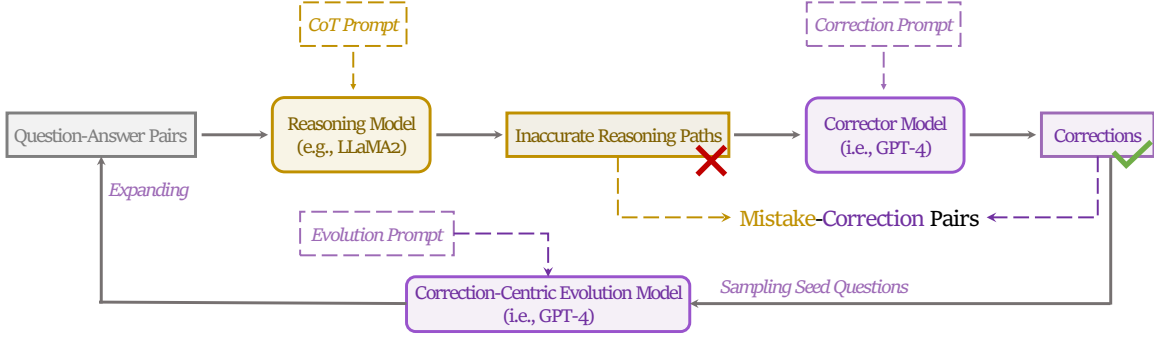 CoT Prompt
Correction Prompt
Question-Answer Pairs
Reasoning Model
(e.g., LLaMA2)
Inaccurate Reasoning Paths
Corrector Model
(i.e., GPT-4)
Corrections
Expanding
Mistake-Correction Pairs
Evolution Prompt
Correction-Centric Evolution Model
(i.e., GPT-4)
Sampling Seed Questions